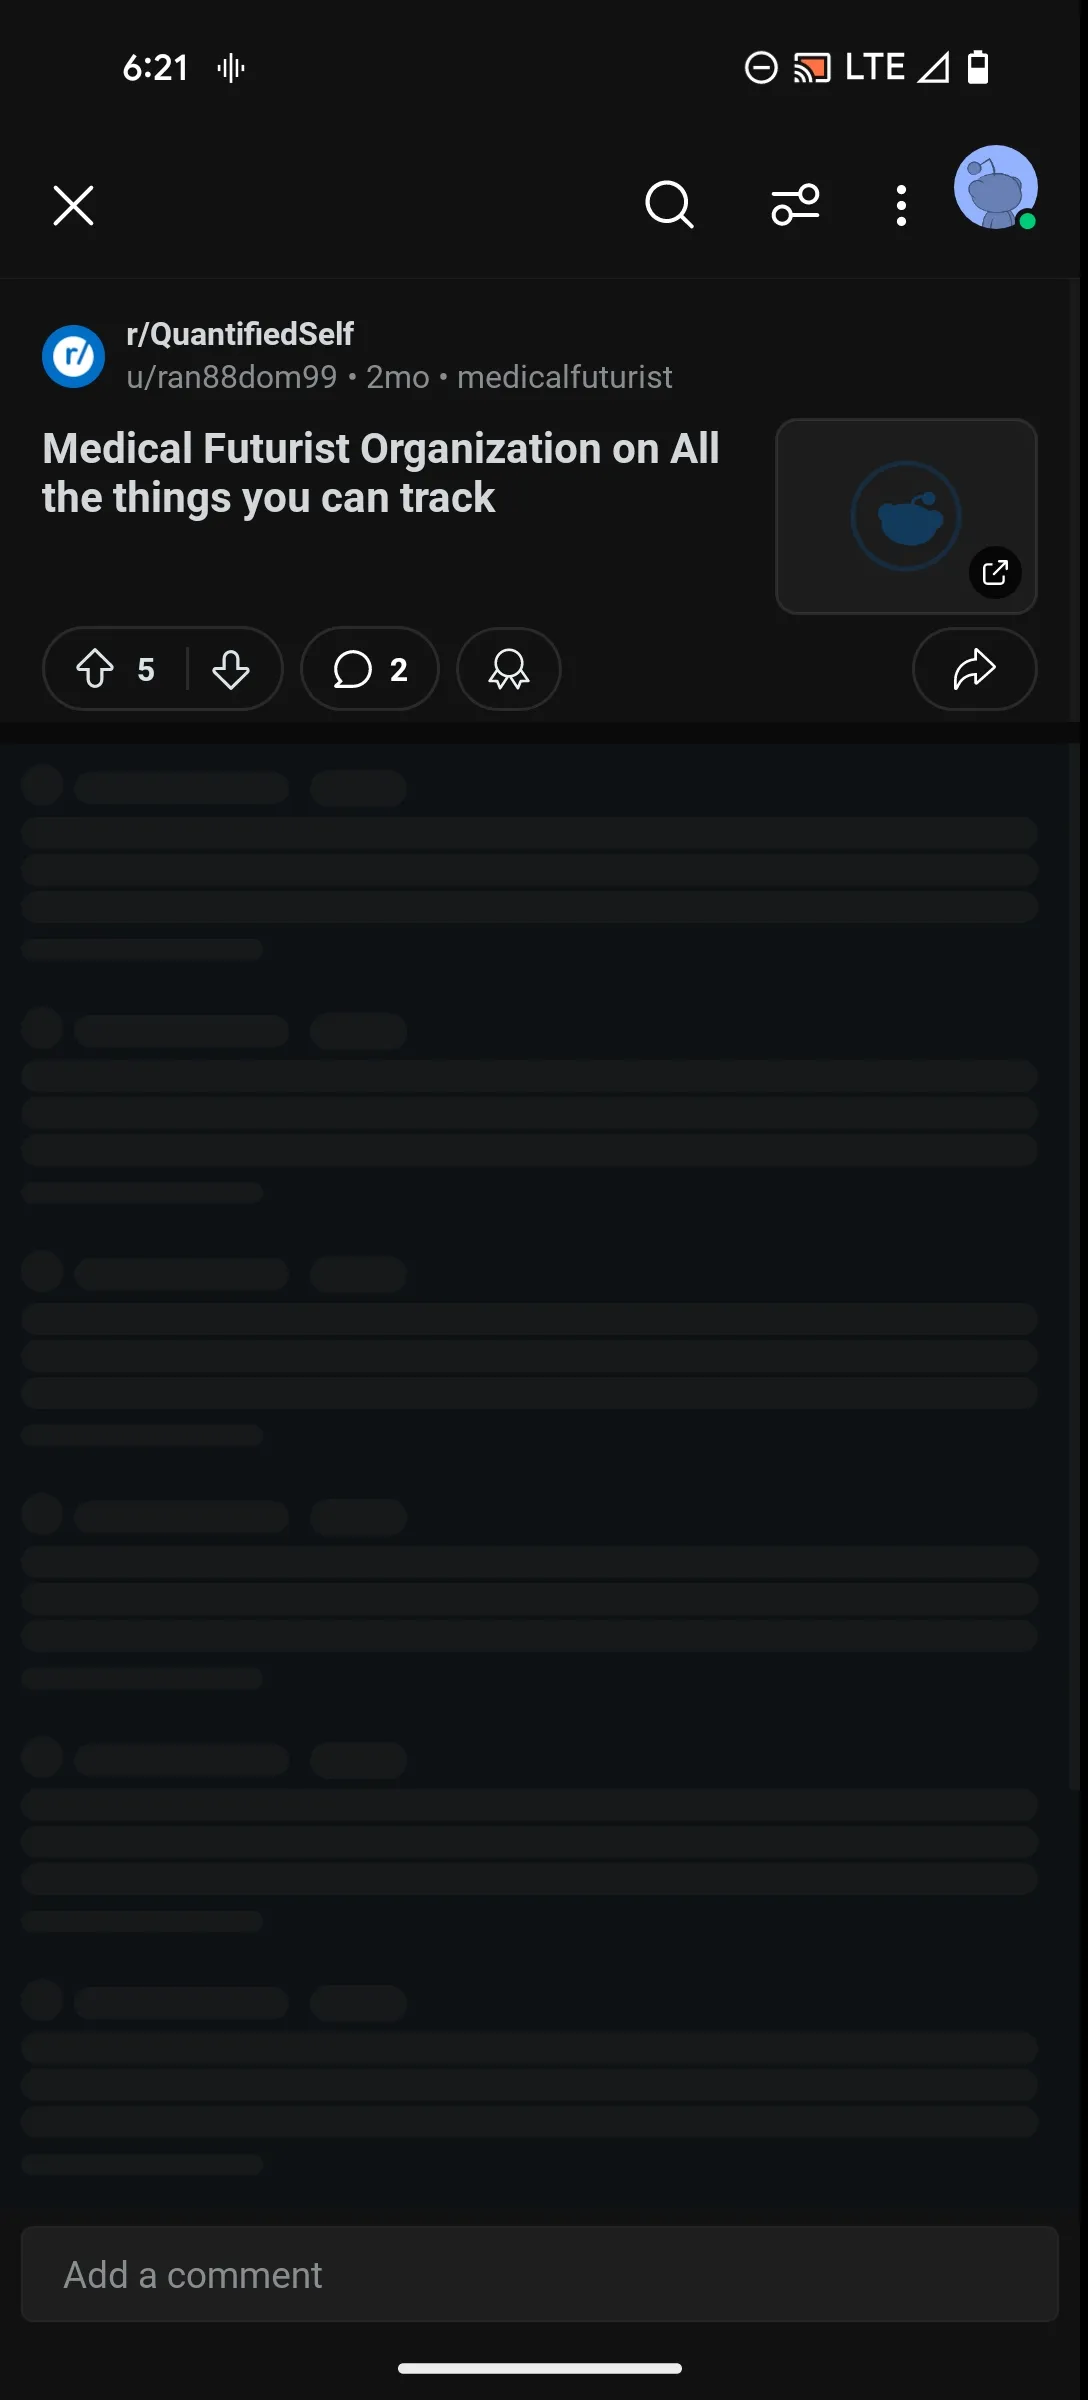 6:21 LTE
r/QuantifiedSelf
r/
u/ran88dom99 • 2mo • medicalfuturist
Medical Futurist Organization on All
the things you can track
5 2
Add a comment